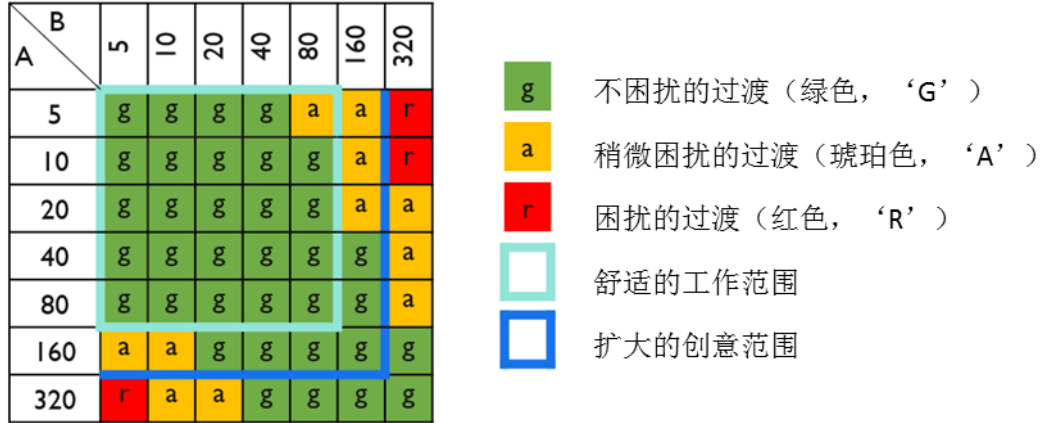 B
A 5 10 20 40 80 160 320
5 g g g g a a r
10 g g g g g a r
20 g g g g g a a
40 g g g g g g a
80 g g g g g g a
160 a a g g g g g
320 r a a g g g g
g 不困扰的过渡（绿色，‘G’）
a 稍微困扰的过渡（琥珀色，‘A’）
r 困扰的过渡（红色，‘R’）
舒适的工作范围
扩大的创意范围